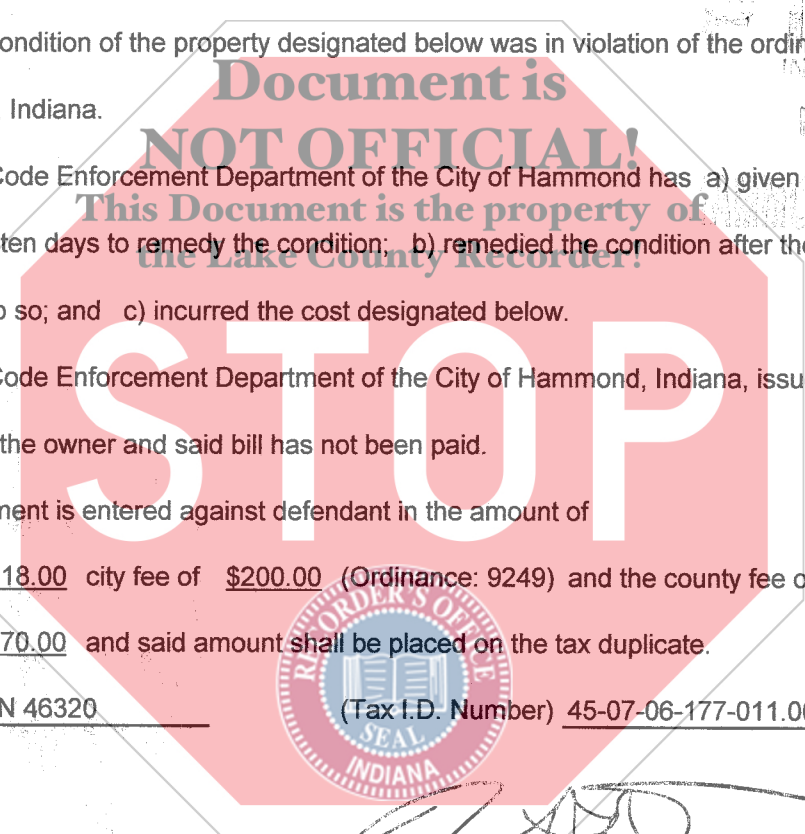 ondition of the property designated below was in violation of the ordin
Document is
Indiana.
NOT OFFICIAL!
Code Enforcement Department of the City of Hammond has a) given
This Document is the property of
ten days to remedy the condition; b) remedied the condition after the
the Lake County Recorder!
o so; and c) incurred the cost designated below.
Code Enforcement Department of the City of Hammond, Indiana, issu
the owner and said bill has not been paid.
STOP
ment is entered against defendant in the amount of
18.00 city fee of $200.00 (Ordinance: 9249) and the county fee o
70.00 and said amount shall be placed on the tax duplicate.
N 46320 (Tax I.D. Number) 45-07-06-177-011.00
RECORDER'S OFFICE
SEAL
INDIANA